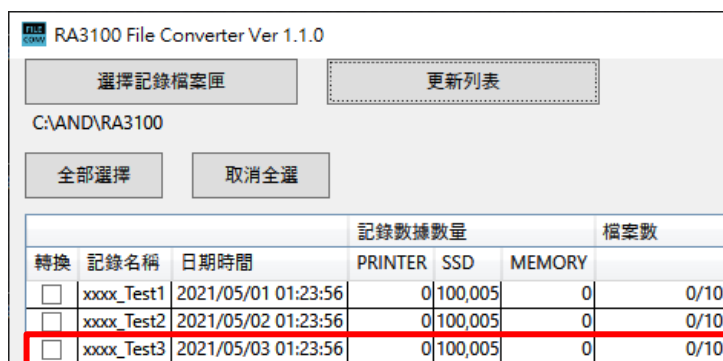 FILE
CONV
RA3100 File Converter Ver 1.1.0
選擇記錄檔案匣 更新列表
C:\AND\RA3100
全部選擇 取消全選
記錄數據數量 檔案數
轉換 記錄名稱 日期時間 PRINTER SSD MEMORY
xxxx_Test1 2021/05/01 01:23:56 0 100,005 0 0/10
xxxx_Test2 2021/05/02 01:23:56 0 100,005 0 0/10
xxxx_Test3 2021/05/03 01:23:56 0 100,005 0 0/10